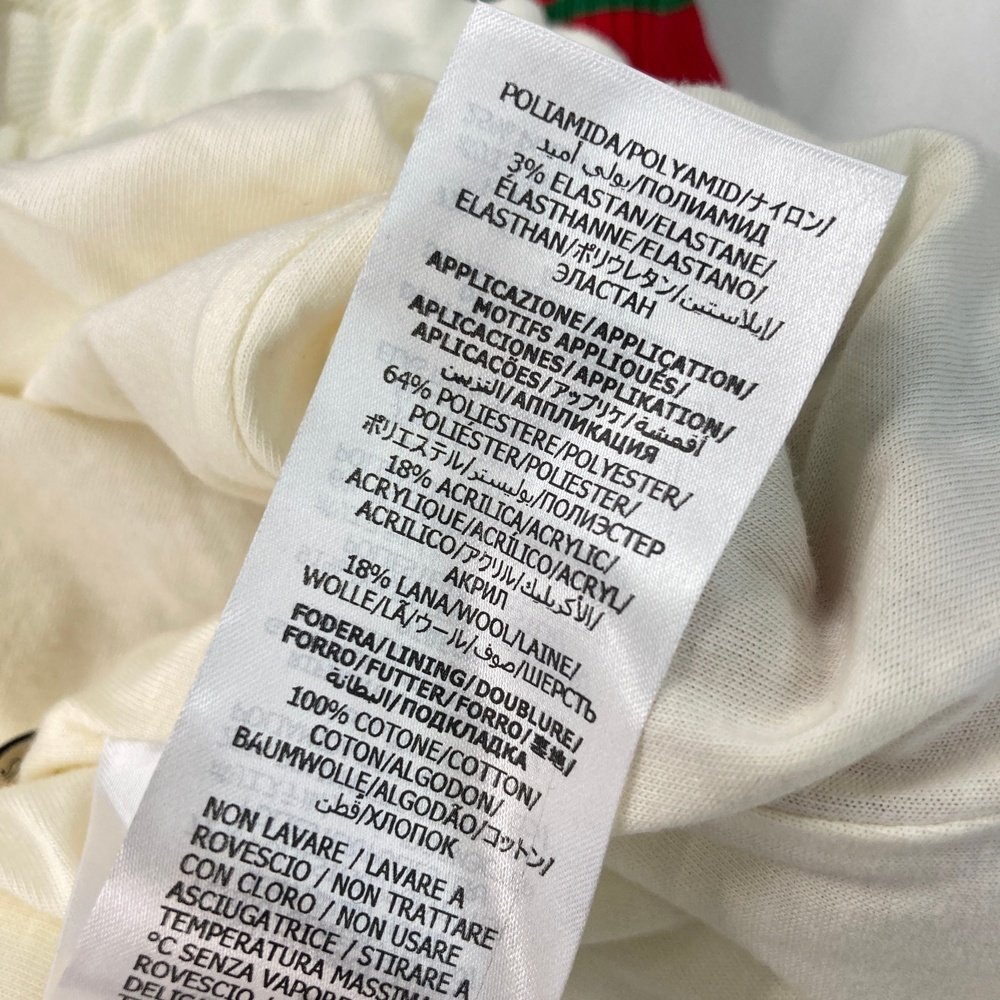 POLIAMIDA/POLYAMID/ナイロン/
بولي أميد/ПОЛИАМИД
3% ELASTAN/ELASTANE/
ÉLASTHANNE/ELASTANO/
ELASTHAN/ポリウレタン/إيلاستين/
ЭЛАСТАН
APPLICAZIONE/APPLICATION/
MOTIFS APPLIQUÉS/
APLICACIONES/APPLIKATION/
APLICAÇÕES/アップリケ/أقمشة
التزيين/АППЛИКАЦИЯ
64% POLIESTERE/POLYESTER/
POLIÉSTER/POLIESTER/
ポリエステル/بوليستر/ПОЛИЭСТЕР
18% ACRILICA/ACRYLIC/
ACRYLIQUE/ACRÍLICO/ACRYL/
ACRILICO/アクリル/الأكريليك/
АКРИЛ
18% LANA/WOOL/LAINE/
WOLLE/LÃ/ウール/صوف/ШЕРСТЬ
FODERA/LINING/DOUBLURE/
FORRO/FUTTER/FORRO/裏地/
البطانة/ПОДКЛАДКА
100% COTONE/COTTON/
COTON/ALGODON/
BAUMWOLLE/ALGODÃO/コットン/
قطن/ХЛОПОК
NON LAVARE / LAVARE A
ROVESCIO / NON TRATTARE
CON CLORO / NON USARE
ASCIUGATRICE / STIRARE A
TEMPERATURA MASSIMA
°C SENZA VAPORE
ROVESCIO /